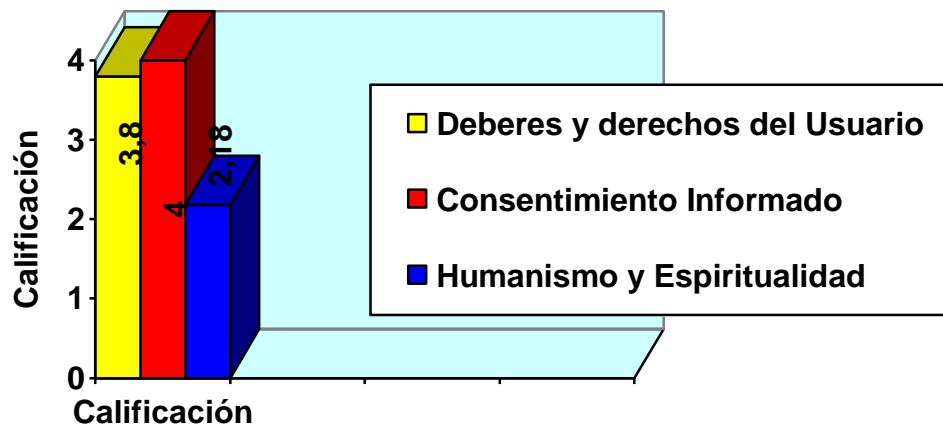 4
3
2
1
0
Calificación
3,8
4
2,18
Calificación
Deberes y derechos del Usuario
Consentimiento Informado
Humanismo y Espiritualidad